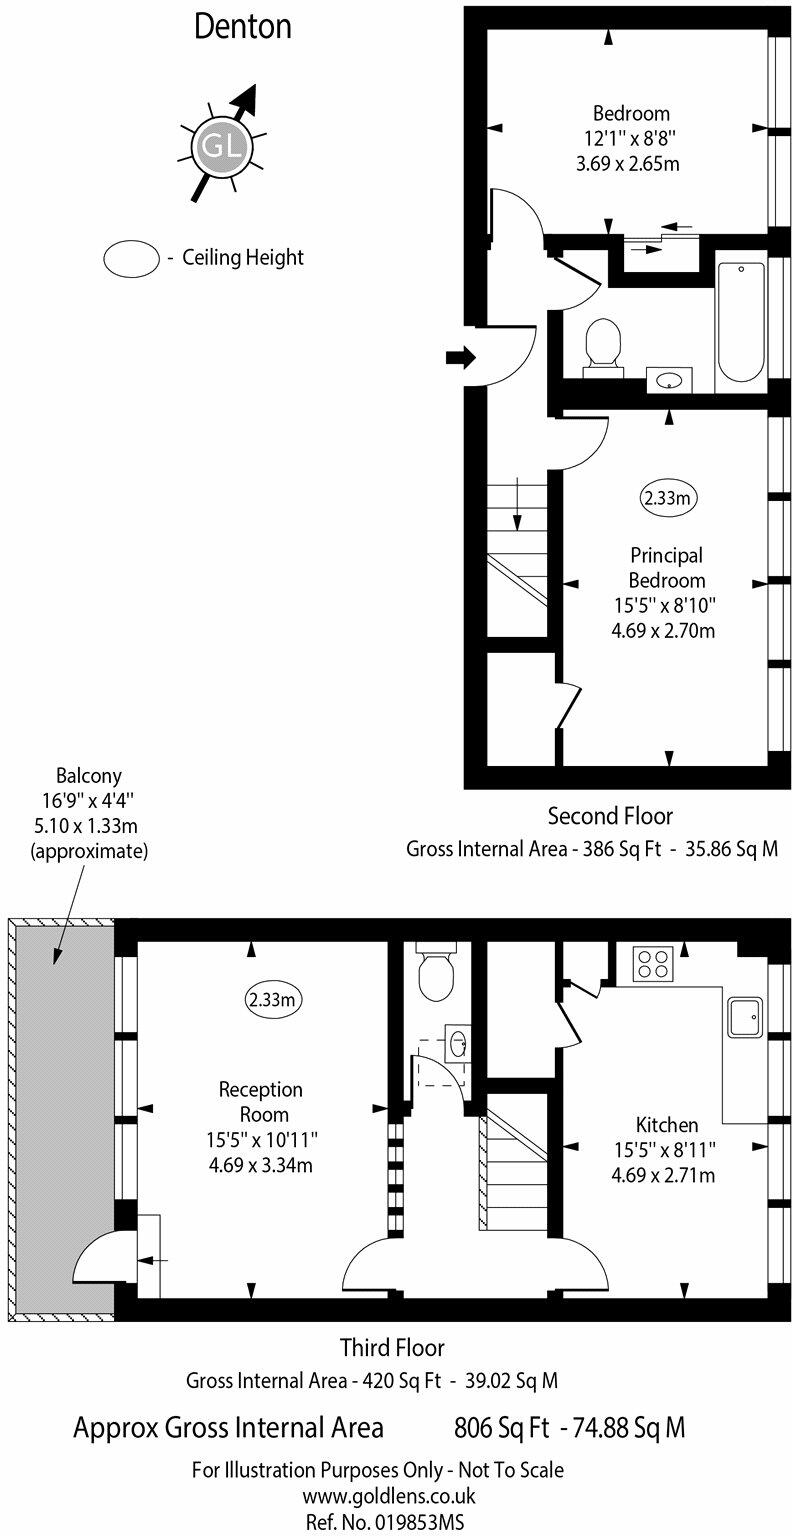 Denton
GL
- Ceiling Height
Bedroom
12'1" x 8'8"
3.69 x 2.65m
2.33m
Principal
Bedroom
15'5" x 8'10"
4.69 x 2.70m
Second Floor
Gross Internal Area - 386 Sq Ft - 35.86 Sq M
Balcony
16'9" x 4'4"
5.10 x 1.33m
(approximate)
2.33m
Reception
Room
15'5" x 10'11"
4.69 x 3.34m
Kitchen
15'5" x 8'11"
4.69 x 2.71m
Third Floor
Gross Internal Area - 420 Sq Ft - 39.02 Sq M
Approx Gross Internal Area 806 Sq Ft - 74.88 Sq M
For Illustration Purposes Only - Not To Scale
www.goldlens.co.uk
Ref. No. 019853MS